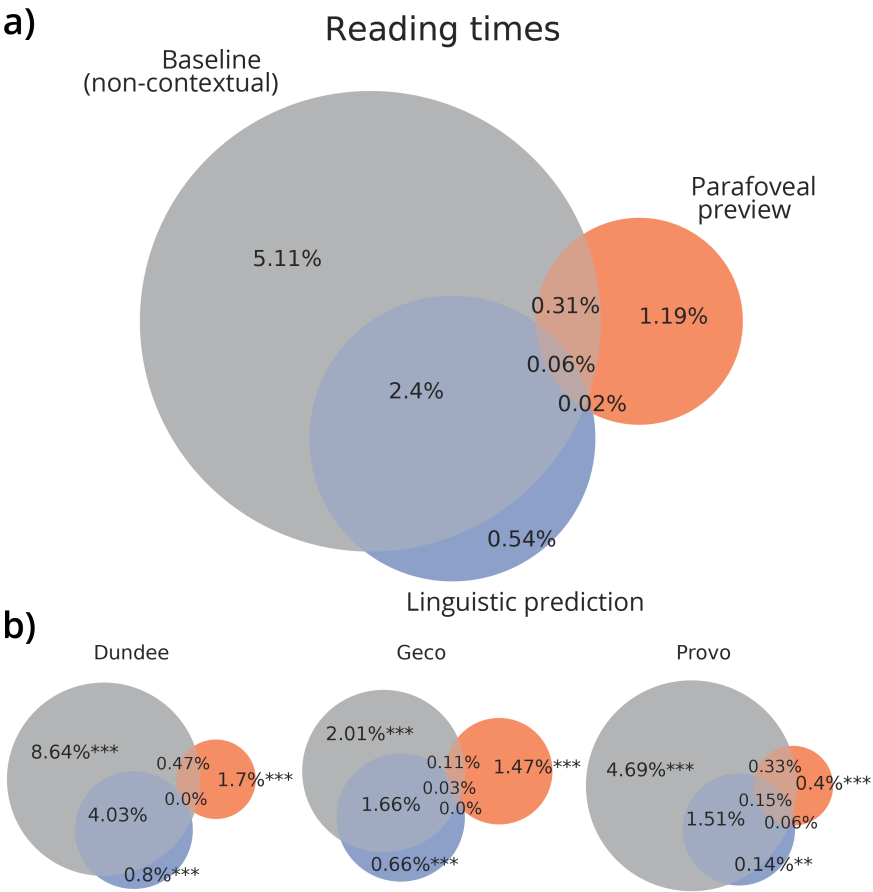 a)
Reading times
Baseline
(non-contextual)
Parafoveal
preview
5.11%
0.31%
1.19%
0.06%
2.4%
0.02%
0.54%
Linguistic prediction
b)
Dundee
Geco
Provo
8.64%***
0.47%
1.7%***
0.0%
4.03%
0.8%***
2.01%***
0.11%
1.47%***
0.03%
1.66%
0.0%
0.66%***
4.69%***
0.33%
0.4%***
0.15%
1.51%
0.06%
0.14%**